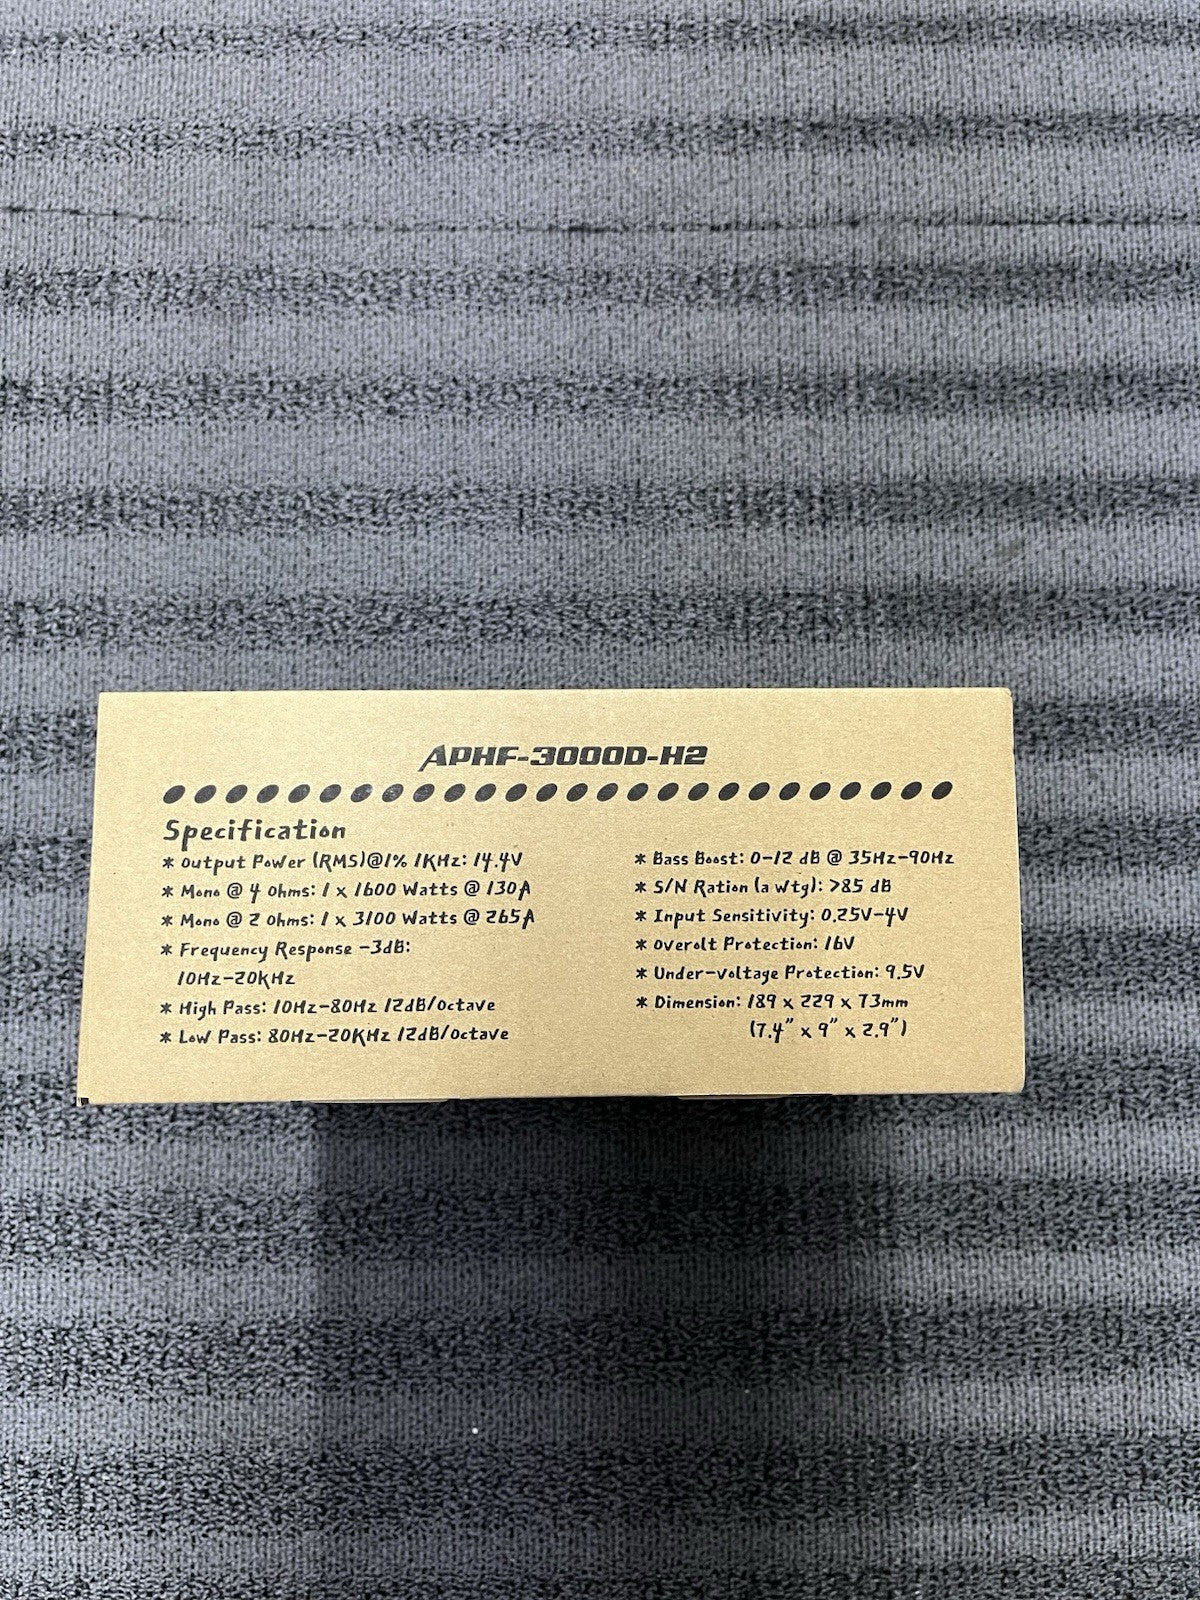 APHF-3000D-H2
Specification
* Output Power (RMS)@1% 1KHz: 14.4V
* Mono @ 4 Ohms: 1 x 1600 Watts @ 130A
* Mono @ 2 Ohms: 1 x 3100 Watts @ 265A
* Frequency Response -3dB:
10Hz-20kHz
* High Pass: 10Hz-80Hz 12dB/Octave
* Low Pass: 80Hz-20KHz 12dB/Octave
* Bass Boost: 0-12 dB @ 35Hz-90Hz
* S/N Ration (a wtg): >85 dB
* Input Sensitivity: 0.25V-4V
* Overolt Protection: 16V
* Under-voltage Protection: 9.5V
* Dimension: 189 x 229 x 73mm
(7.4" x 9" x 2.9")